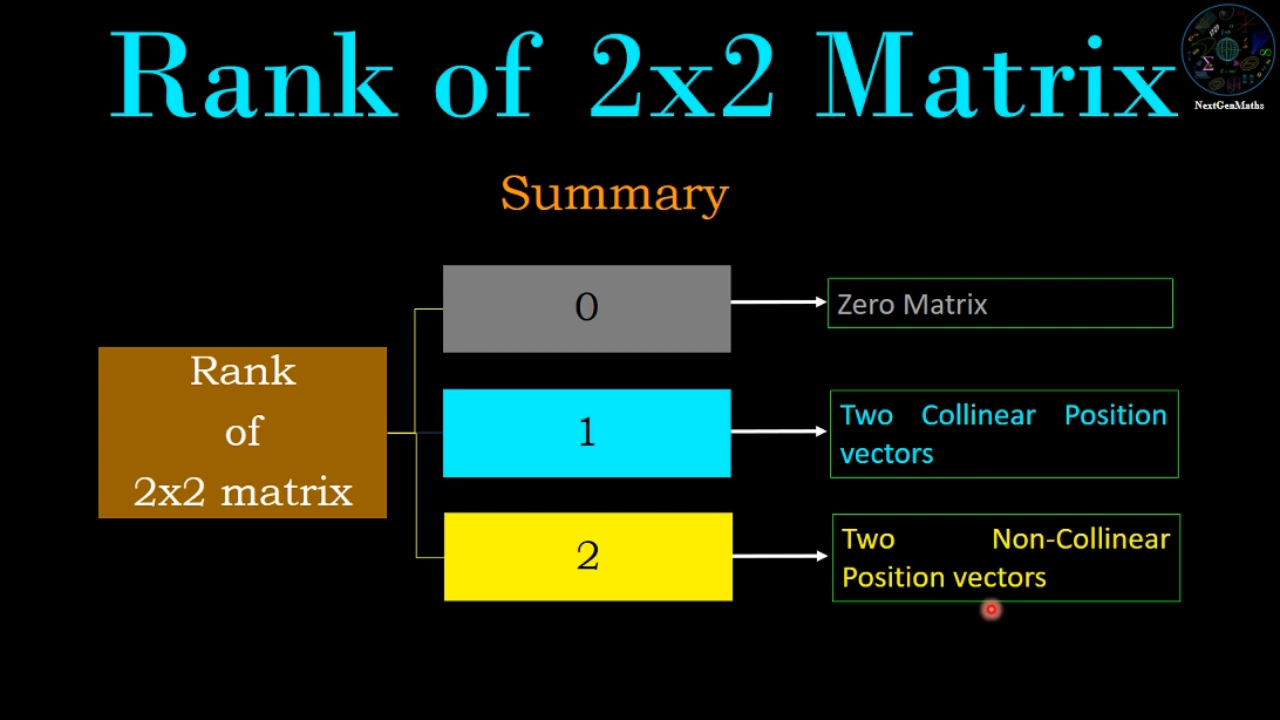 Rank of 2x2 Matrix
NextGenMaths
Summary
Rank
of
2x2 matrix
0
Zero Matrix
1
Two Collinear Position
vectors
2
Two Non-Collinear
Position vectors